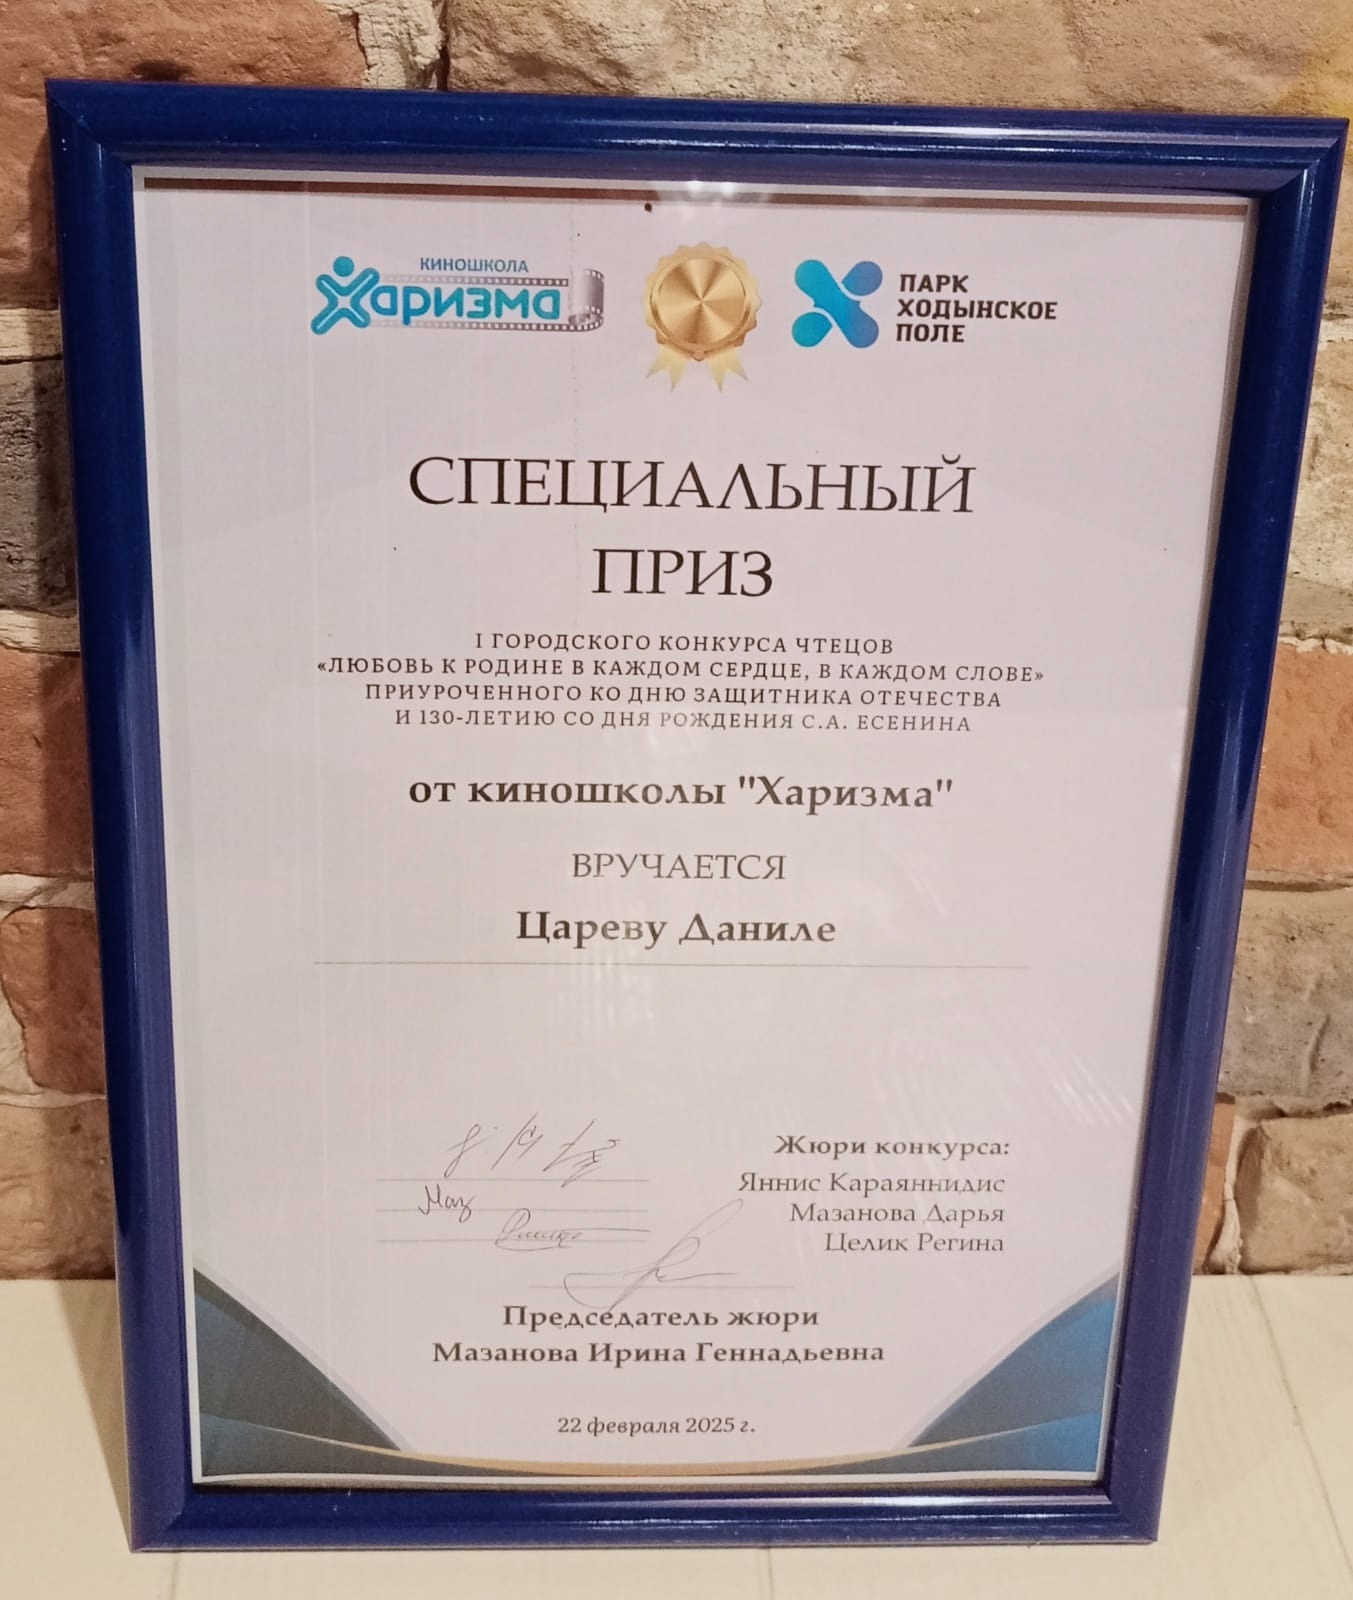 КИНОШКОЛА
Харизма
ПАРК
ХОДЫНСКОЕ
ПОЛЕ
СПЕЦИАЛЬНЫЙ
ПРИЗ
I ГОРОДСКОГО КОНКУРСА ЧТЕЦОВ
«ЛЮБОВЬ К РОДИНЕ В КАЖДОМ СЕРДЦЕ, В КАЖДОМ СЛОВЕ»
ПРИУРОЧЕННОГО КО ДНЮ ЗАЩИТНИКА ОТЕЧЕСТВА
И 130-ЛЕТИЮ СО ДНЯ РОЖДЕНИЯ С.А. ЕСЕНИНА
от киношколы "Харизма"
ВРУЧАЕТСЯ
Цареву Даниле
Жюри конкурса:
Яннис Караяннидис
Мазанова Дарья
Целик Регина
Председатель жюри
Мазанова Ирина Геннадьевна
22 февраля 2025 г.